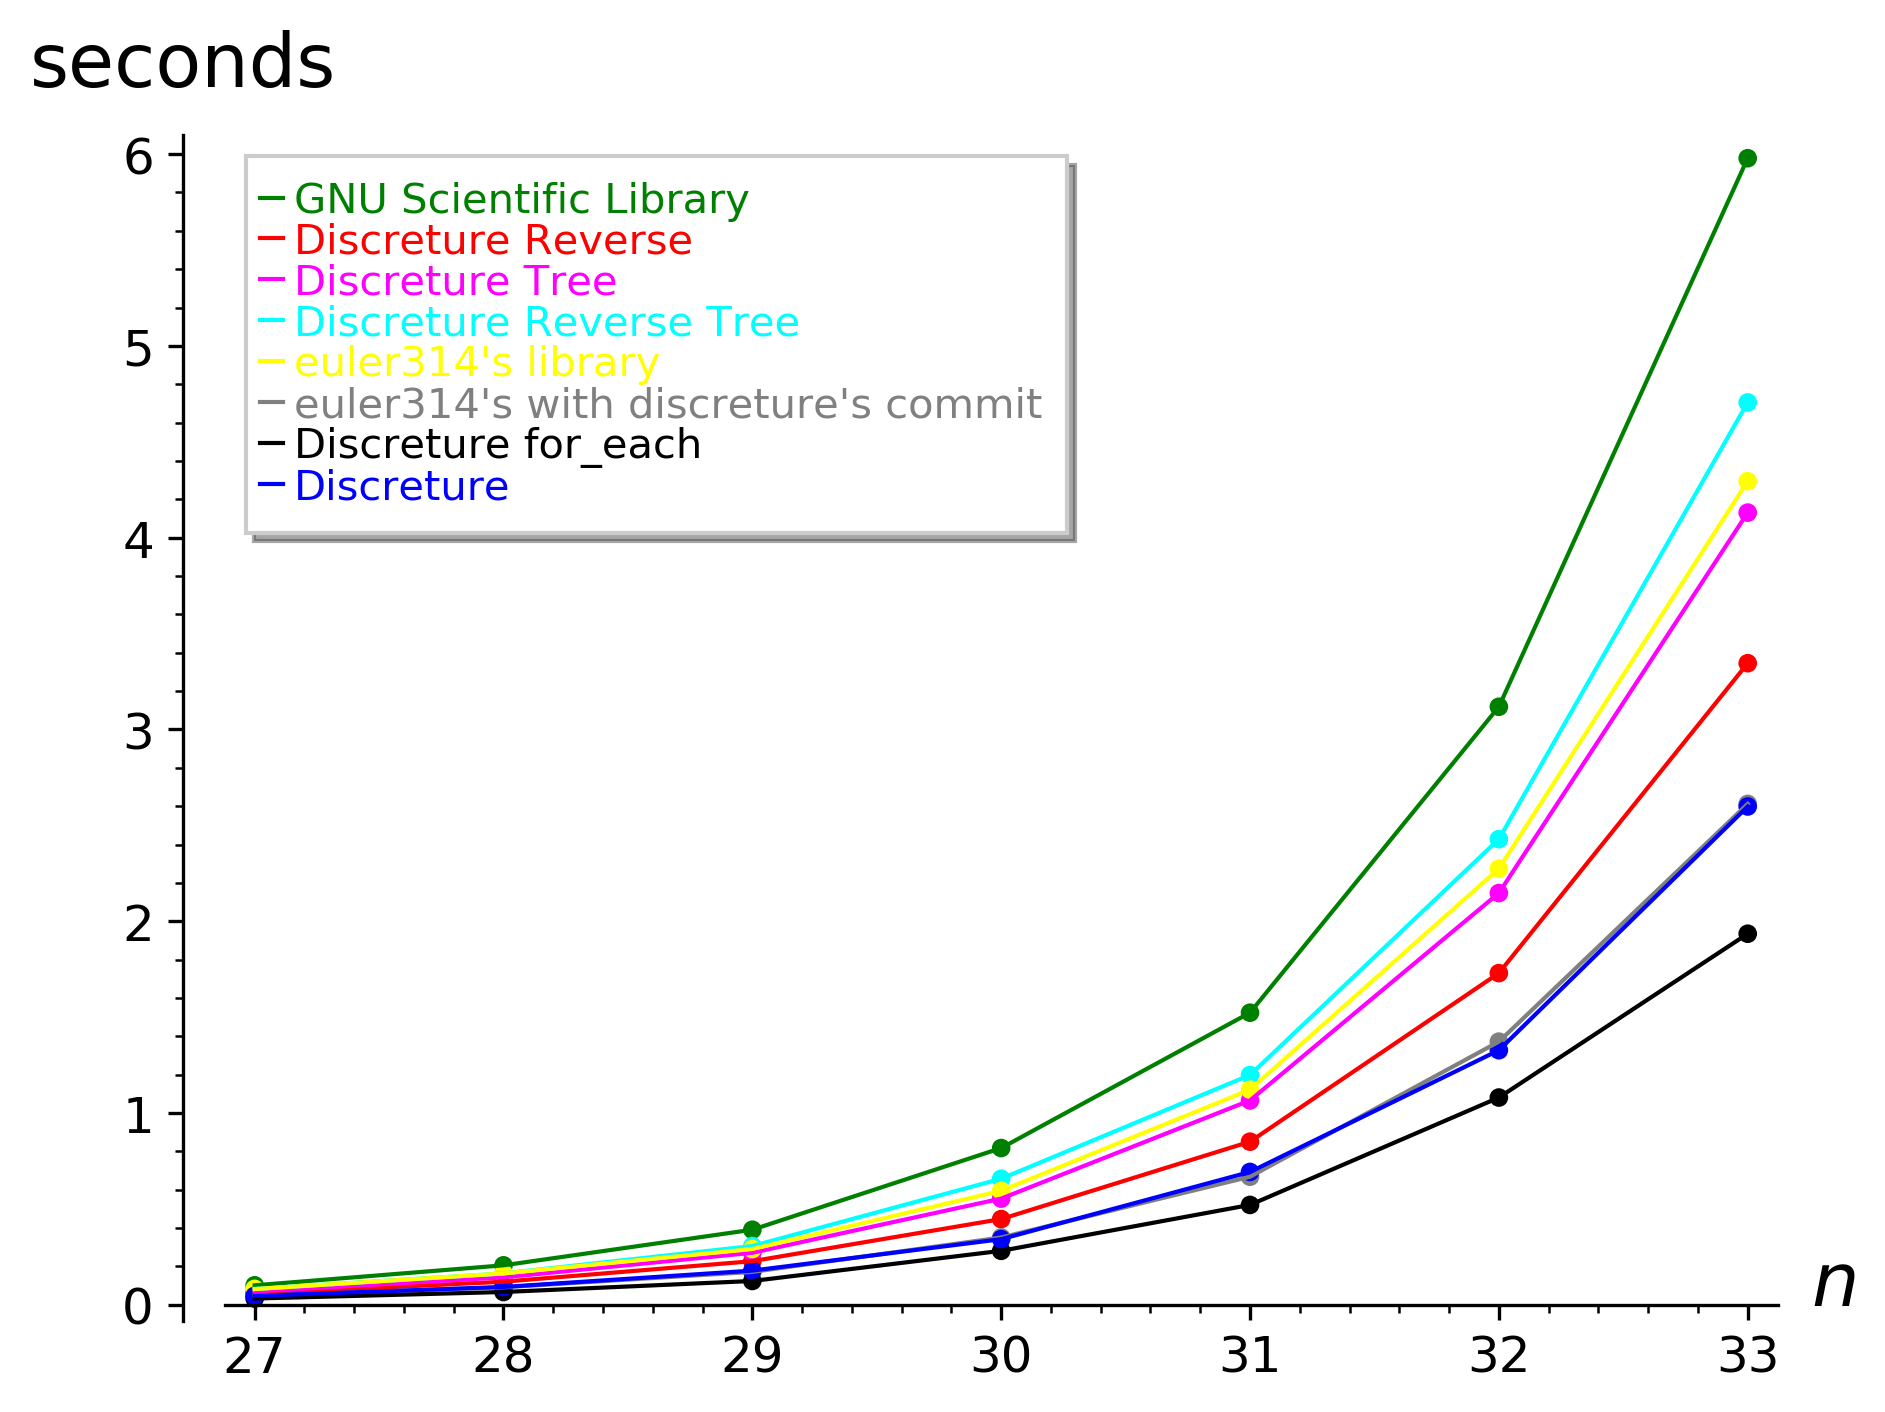 seconds
6
GNU Scientific Library
Discreture Reverse
Discreture Tree
Discreture Reverse Tree
euler314's library
euler314's with discreture's commit
Discreture for_each
Discreture
5
4
3
2
1
0
n
27 28 29 30 31 32 33